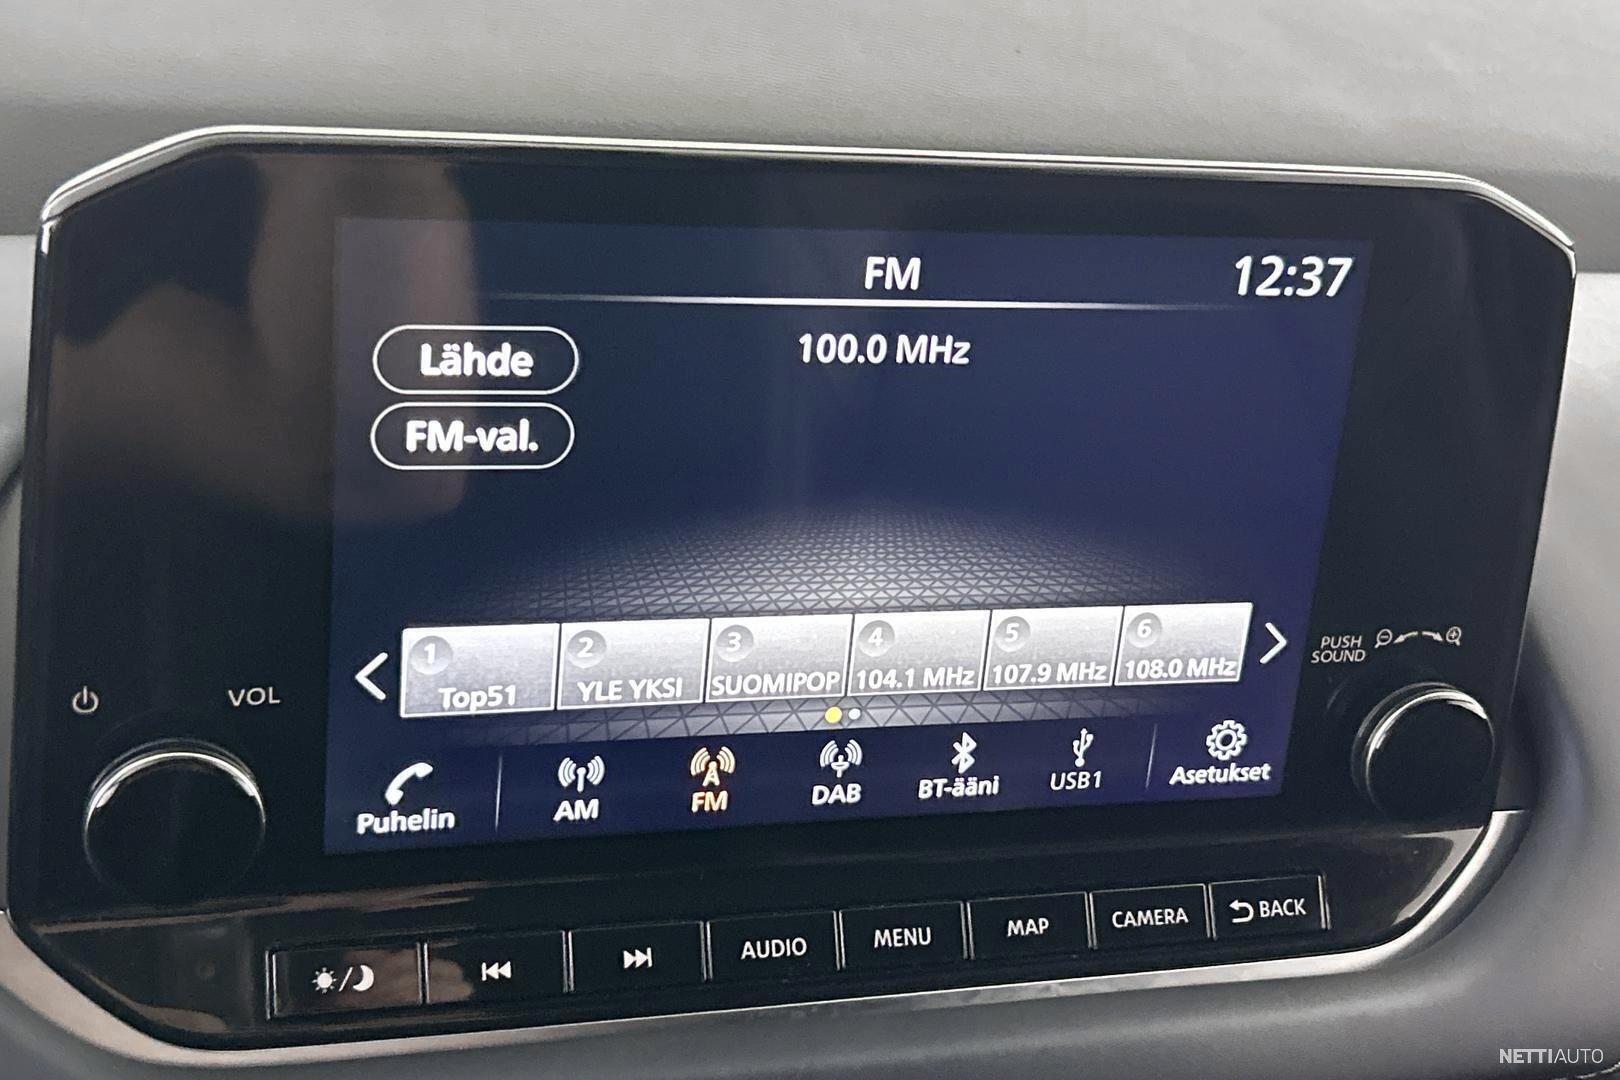 FM
12:37
Lähde
100.0 MHz
FM-val.
1
Top51
2
YLE YKSI
3
SUOMIPOP
4
104.1 MHz
5
107.9 MHz
6
108.0 MHz
PUSH
SOUND
VOL
Puhelin
AM
FM
DAB
BT-ääni
USB1
Asetukset
AUDIO
MENU
MAP
CAMERA
BACK
NETTIAUTO